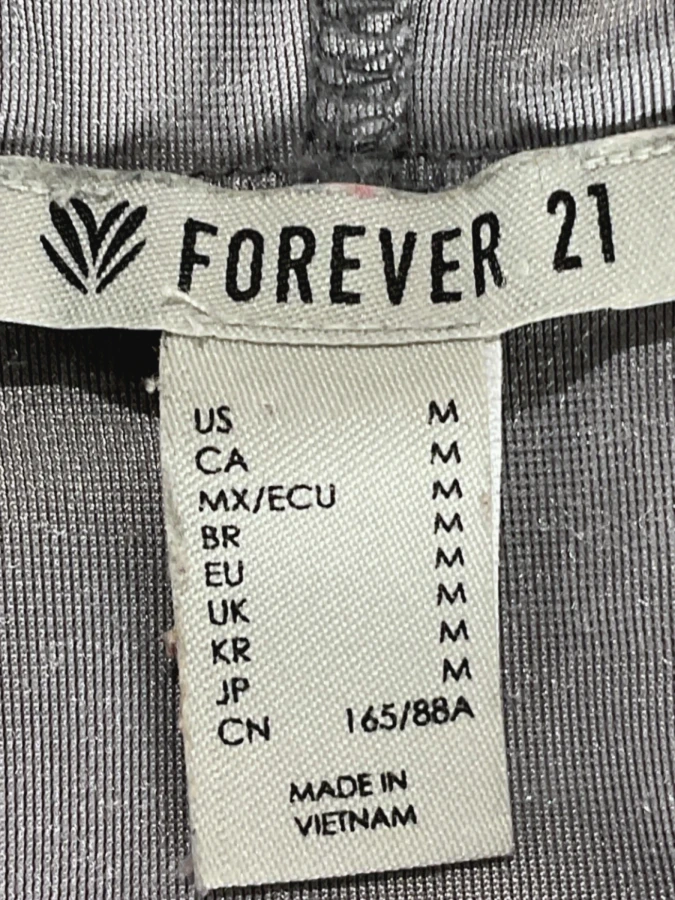 FOREVER 21
US M
CA M
MX/ECU M
BR M
EU M
UK M
KR M
JP M
CN 165/88A
MADE IN
VIETNAM